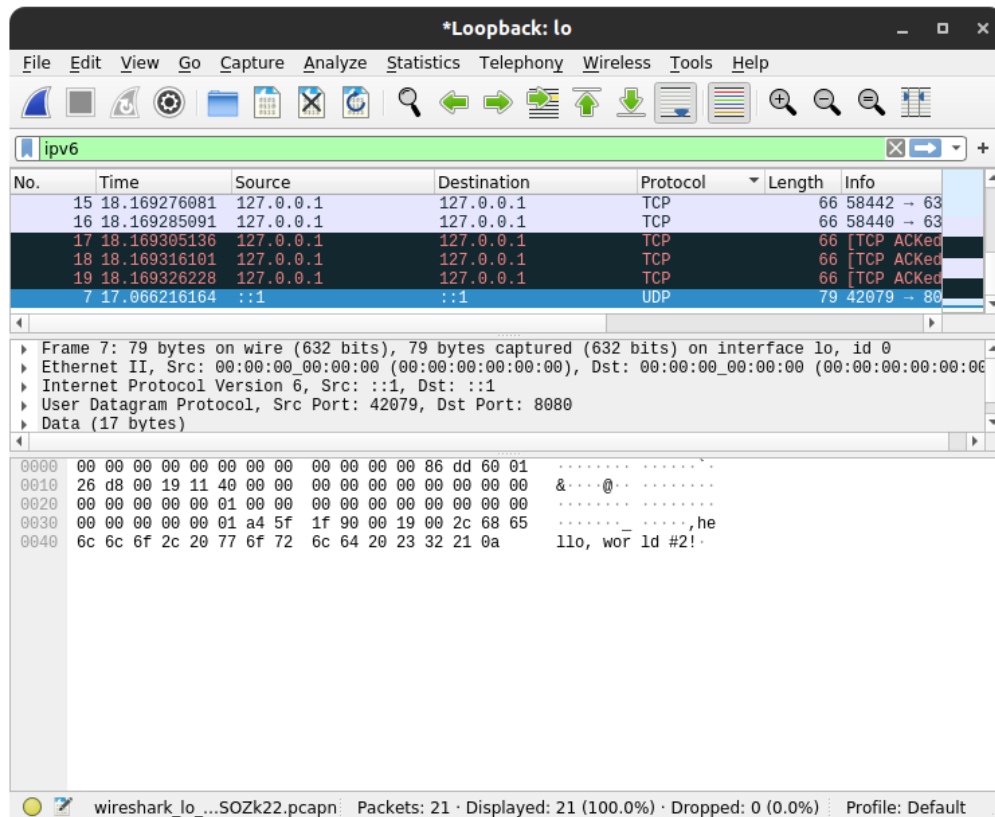 *Loopback: lo
File Edit View Go Capture Analyze Statistics Telephony Wireless Tools Help
ipv6
No. Time Source Destination Protocol Length Info
15 18.169276081 127.0.0.1 127.0.0.1 TCP 66 58442 → 63
16 18.169285091 127.0.0.1 127.0.0.1 TCP 66 58440 → 63
17 18.169305136 127.0.0.1 127.0.0.1 TCP 66 [TCP ACKed
18 18.169316101 127.0.0.1 127.0.0.1 TCP 66 [TCP ACKed
19 18.169326228 127.0.0.1 127.0.0.1 TCP 66 [TCP ACKed
7 17.066216164 ::1 ::1 UDP 79 42079 → 80
Frame 7: 79 bytes on wire (632 bits), 79 bytes captured (632 bits) on interface lo, id 0
Ethernet II, Src: 00:00:00_00:00:00 (00:00:00:00:00:00), Dst: 00:00:00_00:00:00 (00:00:00:00:00:00
Internet Protocol Version 6, Src: ::1, Dst: ::1
User Datagram Protocol, Src Port: 42079, Dst Port: 8080
Data (17 bytes)
0000 00 00 00 00 00 00 00 00 00 00 00 00 86 dd 60 01 ········ ······`·
0010 26 d8 00 19 11 40 00 00 00 00 00 00 00 00 00 00 &····@·· ········
0020 00 00 00 00 00 01 00 00 00 00 00 00 00 00 00 00 ········ ········
0030 00 00 00 00 00 01 a4 5f 1f 90 00 19 00 2c 68 65 ·······_ ·····,he
0040 6c 6c 6f 2c 20 77 6f 72 6c 64 20 23 32 21 0a llo, wor ld #2!·
wireshark_lo_...SOZk22.pcapn Packets: 21 · Displayed: 21 (100.0%) · Dropped: 0 (0.0%) Profile: Default